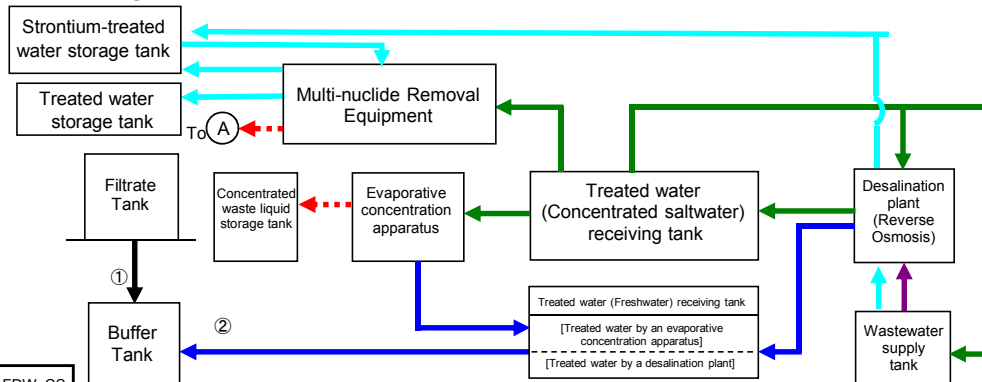 Strontium-treated
water storage tank
Treated water
storage tank
Multi-nuclide Removal
Equipment
To A
Filtrate
Tank
Concentrated
waste liquid
storage tank
Evaporative
concentration
apparatus
Treated water
(Concentrated saltwater)
receiving tank
Desalination
plant
(Reverse
Osmosis)
①
Buffer
Tank
②
Treated water (Freshwater) receiving tank
[Treated water by an evaporative
concentration apparatus]
[Treated water by a desalination plant]
Wastewater
supply
tank